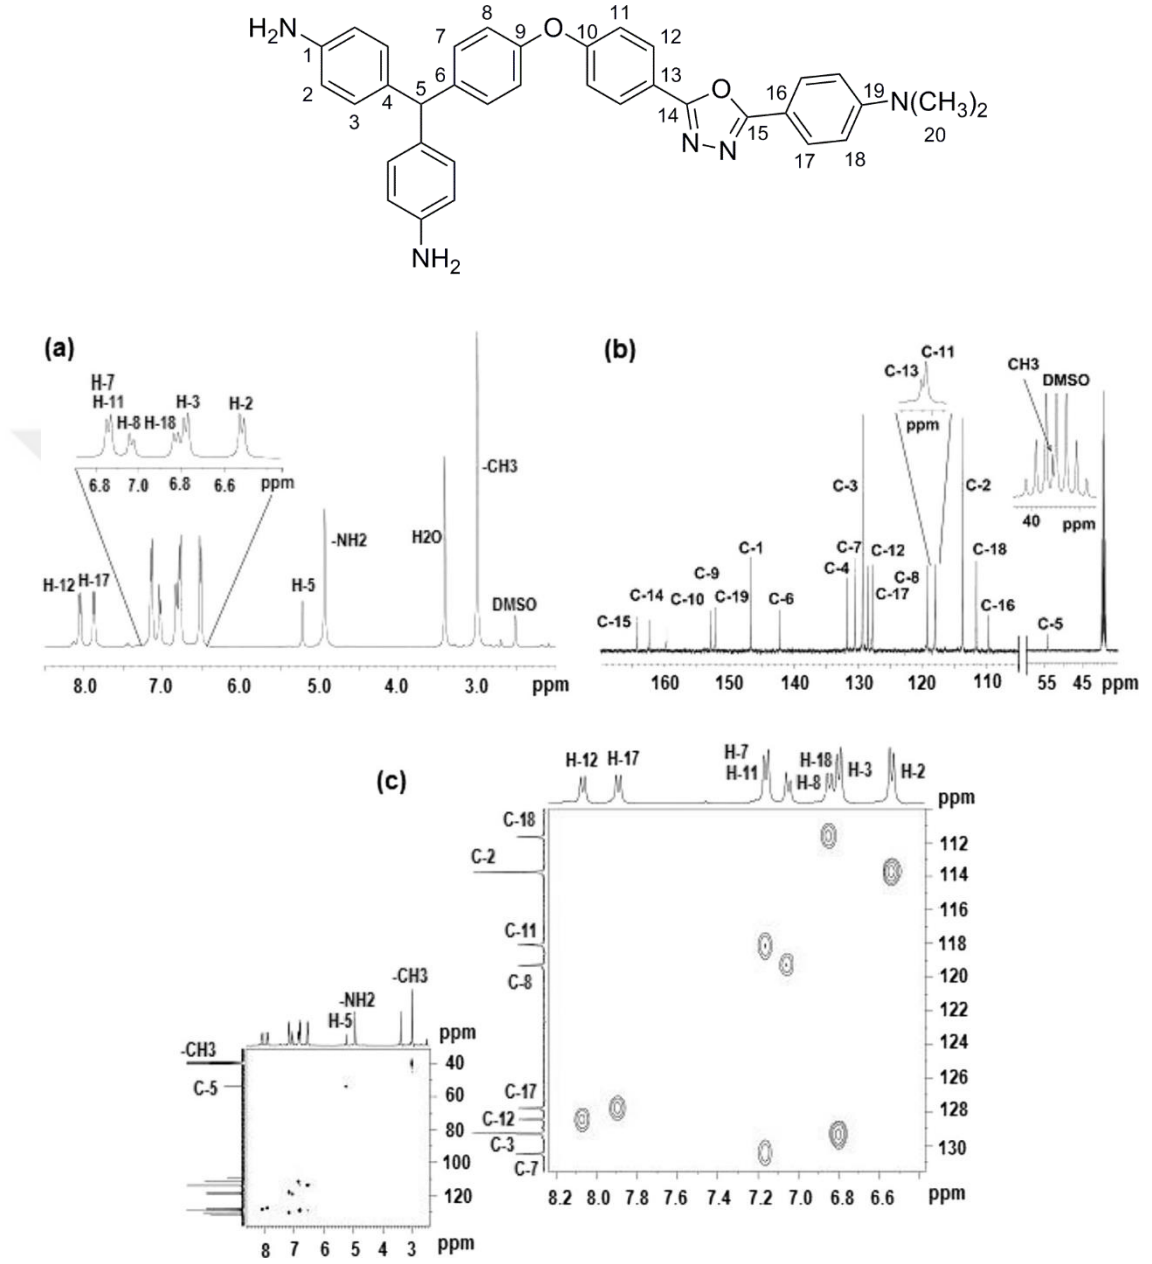 8 11
H2N 7 9 O 10 12
1 6 13 O 16 19 N(CH3)2
2 4 5 14 15 20
3 N N 17 18
NH2
(a)
H-7
H-11 H-8 H-18 H-3 H-2
6.8 7.0 6.8 6.6 ppm
-CH3
-NH2
H2O
H-12 H-17
H-5
DMSO
8.0 7.0 6.0 5.0 4.0 3.0 ppm
(b)
C-13 C-11
ppm
CH3
DMSO
40 ppm
C-3
C-2
C-1
C-7
C-4
C-12
C-17
C-8
C-18
C-9
C-14 C-10 C-19
C-6
C-16
C-15
C-5
160 150 140 130 120 110 55 45 ppm
(c)
H-12 H-17
H-7
H-11
H-18
H-8
H-3
H-2
ppm
C-18
C-2
C-11
C-8
C-17
C-12
C-3
C-7
112
114
116
118
120
122
124
126
128
130
8.2 8.0 7.8 7.6 7.4 7.2 7.0 6.8 6.6 ppm
-CH3
-NH2
H-5
ppm
-CH3
C-5
40
60
80
100
120
8 7 6 5 4 3 ppm